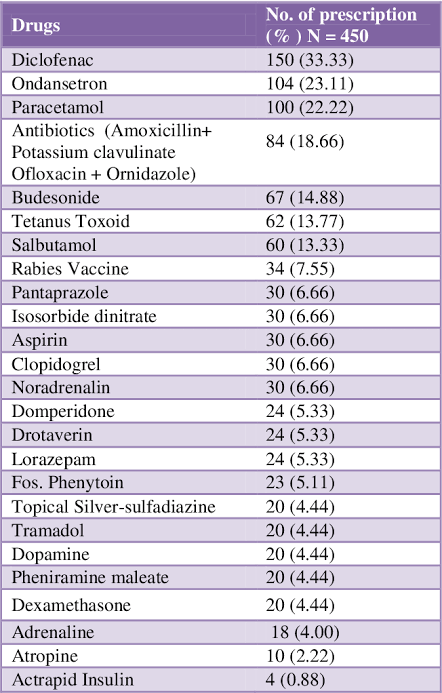 Drugs No. of prescription
(% ) N = 450
Diclofenac 150 (33.33)
Ondansetron 104 (23.11)
Paracetamol 100 (22.22)
Antibiotics (Amoxicillin+
Potassium clavulinate 84 (18.66)
Ofloxacin + Ornidazole)
Budesonide 67 (14.88)
Tetanus Toxoid 62 (13.77)
Salbutamol 60 (13.33)
Rabies Vaccine 34 (7.55)
Pantaprazole 30 (6.66)
Isosorbide dinitrate 30 (6.66)
Aspirin 30 (6.66)
Clopidogrel 30 (6.66)
Noradrenalin 30 (6.66)
Domperidone 24 (5.33)
Drotaverin 24 (5.33)
Lorazepam 24 (5.33)
Fos. Phenytoin 23 (5.11)
Topical Silver-sulfadiazine 20 (4.44)
Tramadol 20 (4.44)
Dopamine 20 (4.44)
Pheniramine maleate 20 (4.44)
Dexamethasone 20 (4.44)
Adrenaline 18 (4.00)
Atropine 10 (2.22)
Actrapid Insulin 4 (0.88)